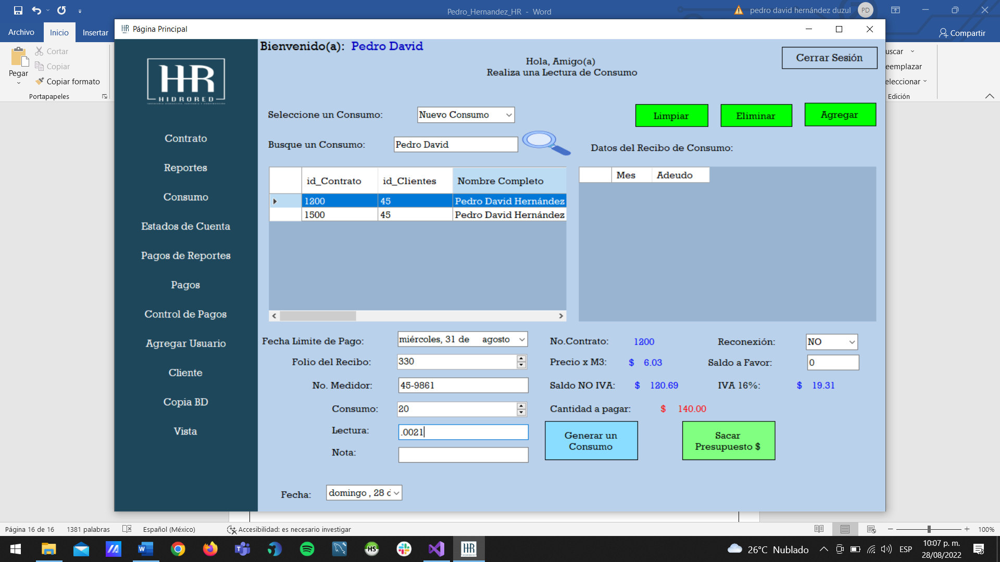 Pedro_Hernandez_HR - Word
pedro david hernández duzul
PD
Archivo
Inicio
Insertar
Compartir
Pegar
Cortar
Copiar
Copiar formato
Portapapeles
uscar
eemplazar
eleccionar
Edición
HR Página Principal
HR
HIDRORED
Contrato
Reportes
Consumo
Estados de Cuenta
Pagos de Reportes
Pagos
Control de Pagos
Agregar Usuario
Cliente
Copia BD
Vista
Bienvenido(a): Pedro David
Hola, Amigo(a)
Realiza una Lectura de Consumo
Cerrar Sesión
Seleccione un Consumo: Nuevo Consumo
Limpiar Eliminar Agregar
Busque un Consumo: Pedro David
Datos del Recibo de Consumo:
id_Contrato id_Clientes Nombre Completo
1200 45 Pedro David Hernández
1500 45 Pedro David Hernández
Mes Adeudo
Fecha Limite de Pago: miércoles, 31 de agosto
No.Contrato: 1200
Reconexión: NO
Folio del Recibo: 330
Precio x M3: $ 6.03
Saldo a Favor: 0
No. Medidor: 45-9861
Saldo NO IVA: $ 120.69
IVA 16%: $ 19.31
Consumo: 20
Cantidad a pagar: $ 140.00
Lectura: .0021
Generar un
Consumo
Sacar
Presupuesto $
Nota:
Fecha: domingo , 28 d
Página 16 de 16 1381 palabras Español (México) Accesibilidad: es necesario investigar
100%
26°C Nublado
ESP
10:07 p. m.
28/08/2022
HS
HR